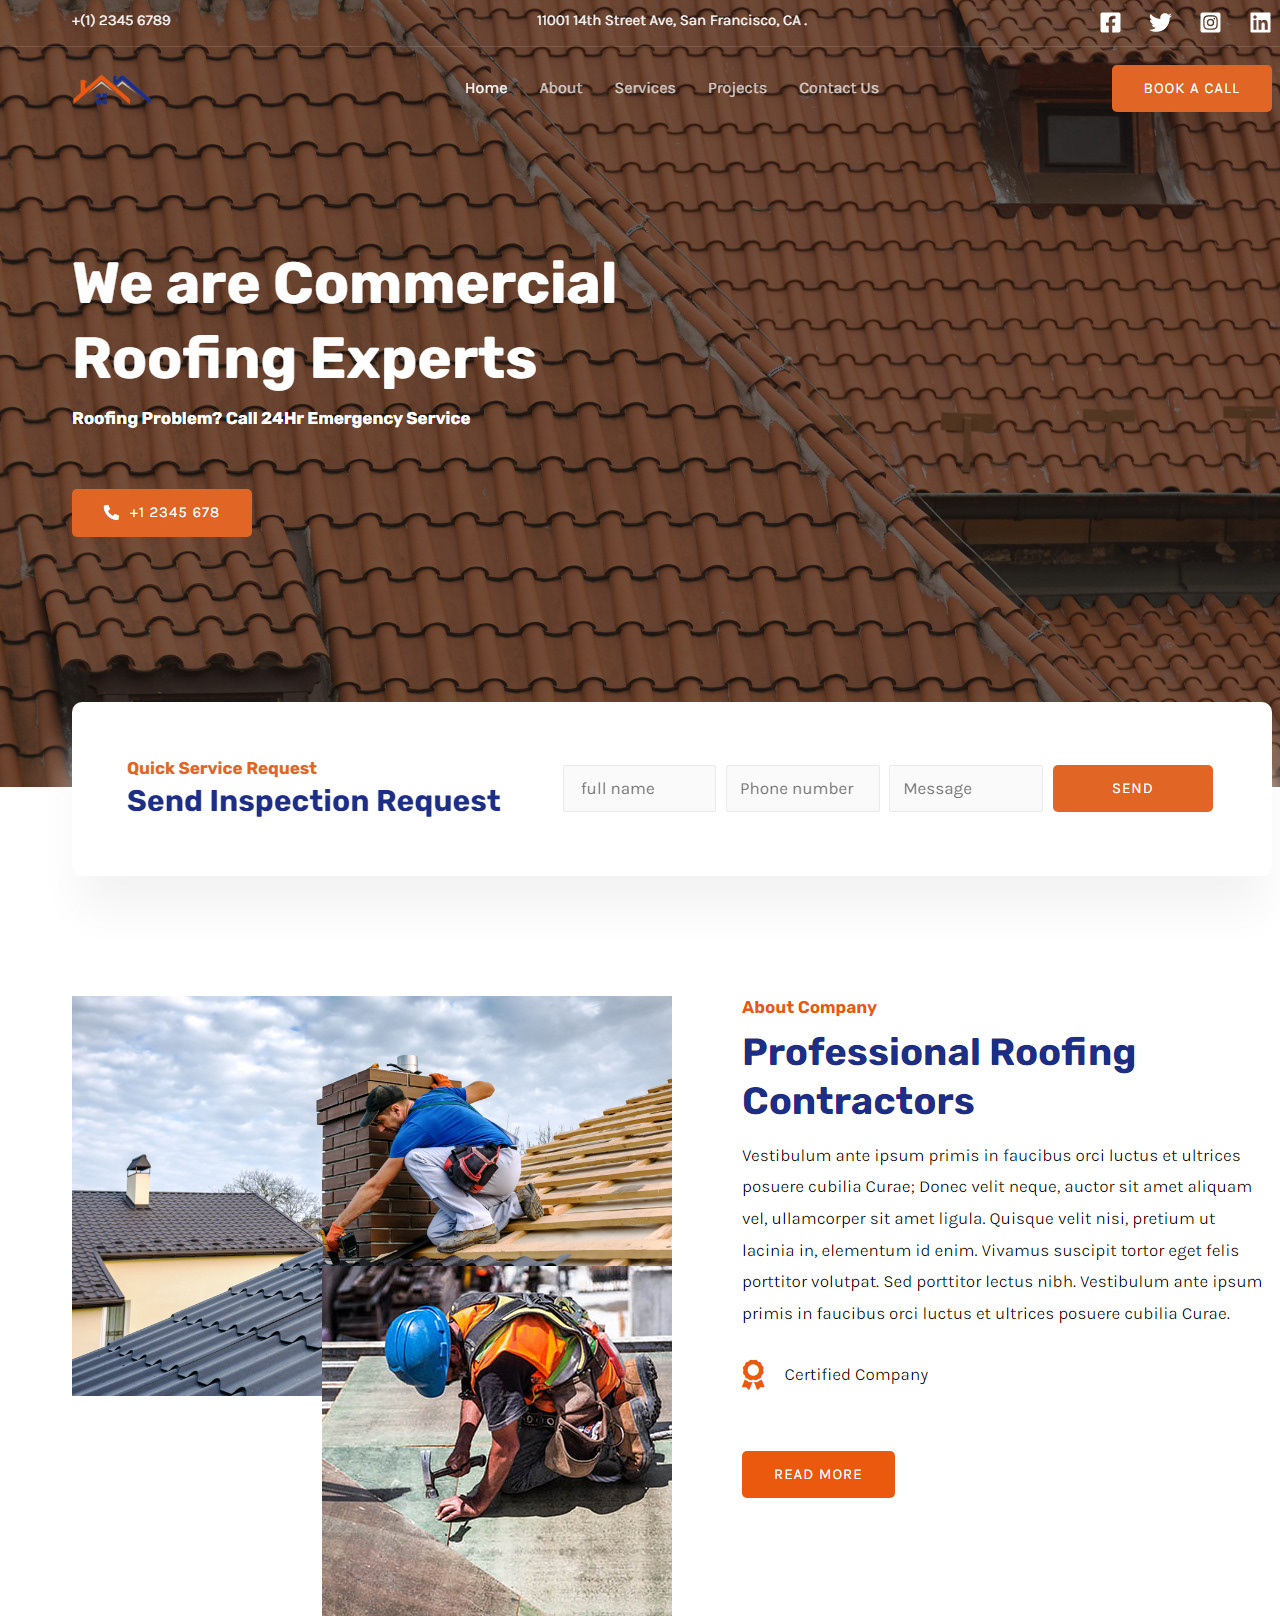 +(1) 2345 6789
11001 14th Street Ave, San Francisco, CA .
Home
About
Services
Projects
Contact Us
BOOK A CALL
We are Commercial
Roofing Experts
Roofing Problem? Call 24Hr Emergency Service
+1 2345 678
Quick Service Request
Send Inspection Request
full name
Phone number
Message
SEND
About Company
Professional Roofing
Contractors
Vestibulum ante ipsum primis in faucibus orci luctus et ultrices
posuere cubilia Curae; Donec velit neque, auctor sit amet aliquam
vel, ullamcorper sit amet ligula. Quisque velit nisi, pretium ut
lacinia in, elementum id enim. Vivamus suscipit tortor eget felis
porttitor volutpat. Sed porttitor lectus nibh. Vestibulum ante ipsum
primis in faucibus orci luctus et ultrices posuere cubilia Curae.
Certified Company
READ MORE